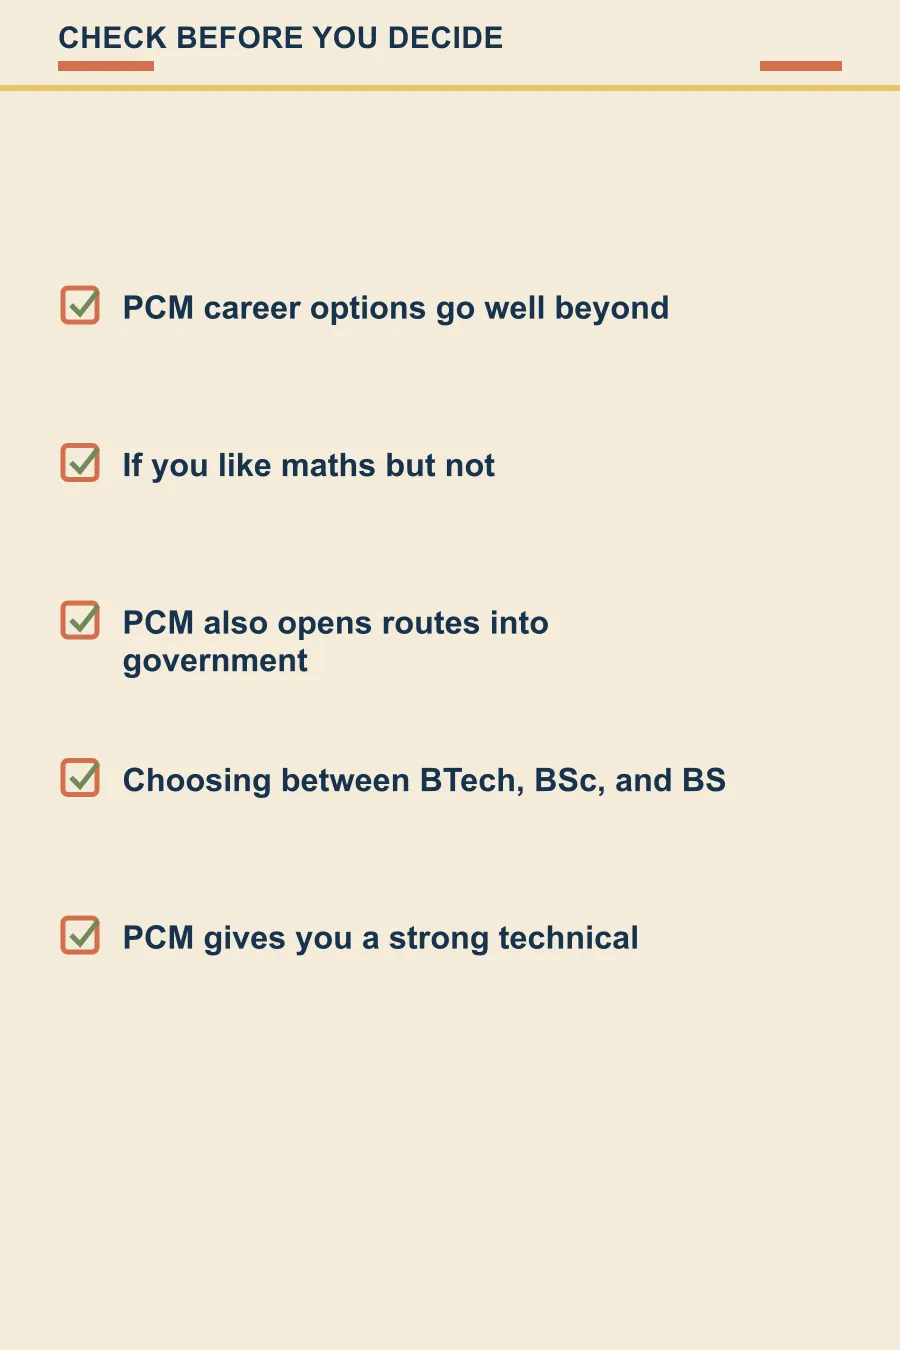 CHECK BEFORE YOU DECIDE
PCM career options go well beyond
If you like maths but not
PCM also opens routes into
government
Choosing between BTech, BSc, and BS
PCM gives you a strong technical